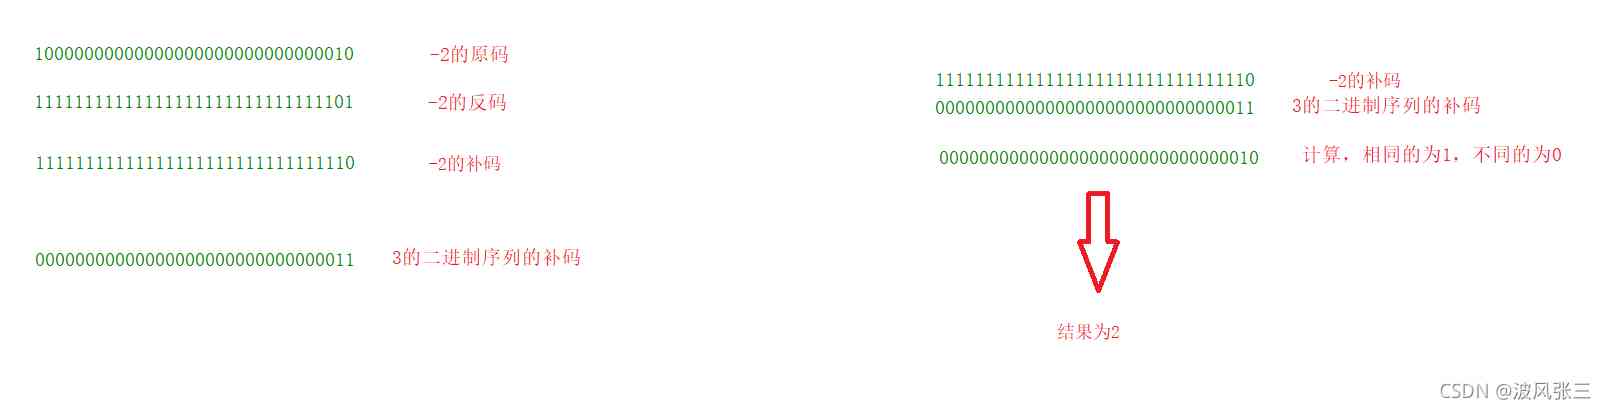 10000000000000000000000000000010 -2的原码
11111111111111111111111111111101 -2的反码
11111111111111111111111111111110 -2的补码
00000000000000000000000000000011 3的二进制序列的补码
11111111111111111111111111111110 -2的补码
00000000000000000000000000000011 3的二进制序列的补码
00000000000000000000000000000010 计算，相同的为1，不同的为0
结果为2
CSDN @波风张三